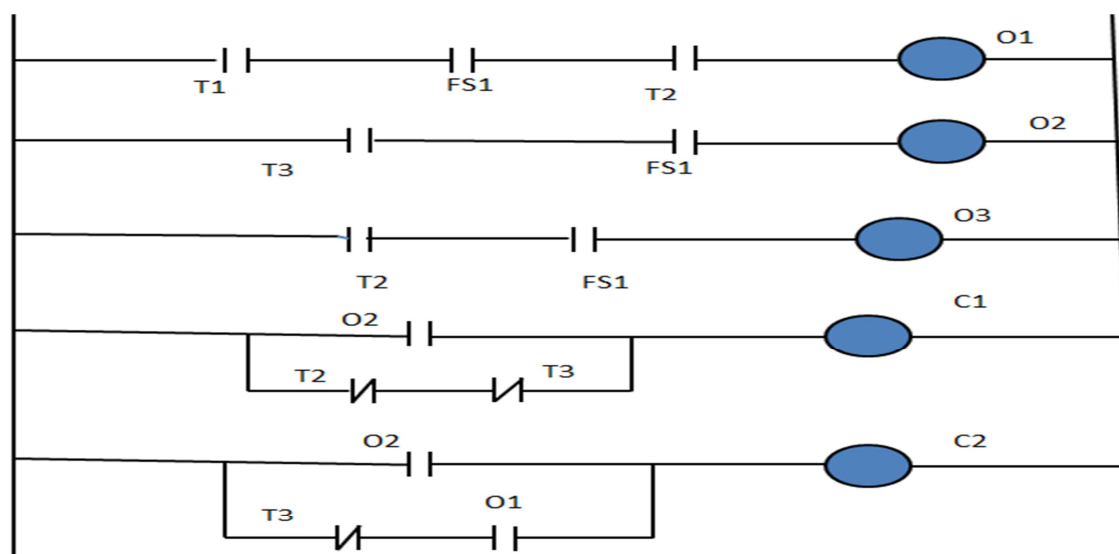 O1
T1 FS1 T2
O2
T3 FS1
O3
T2 FS1
C1
O2
T2 T3
O2 C2
T3 O1